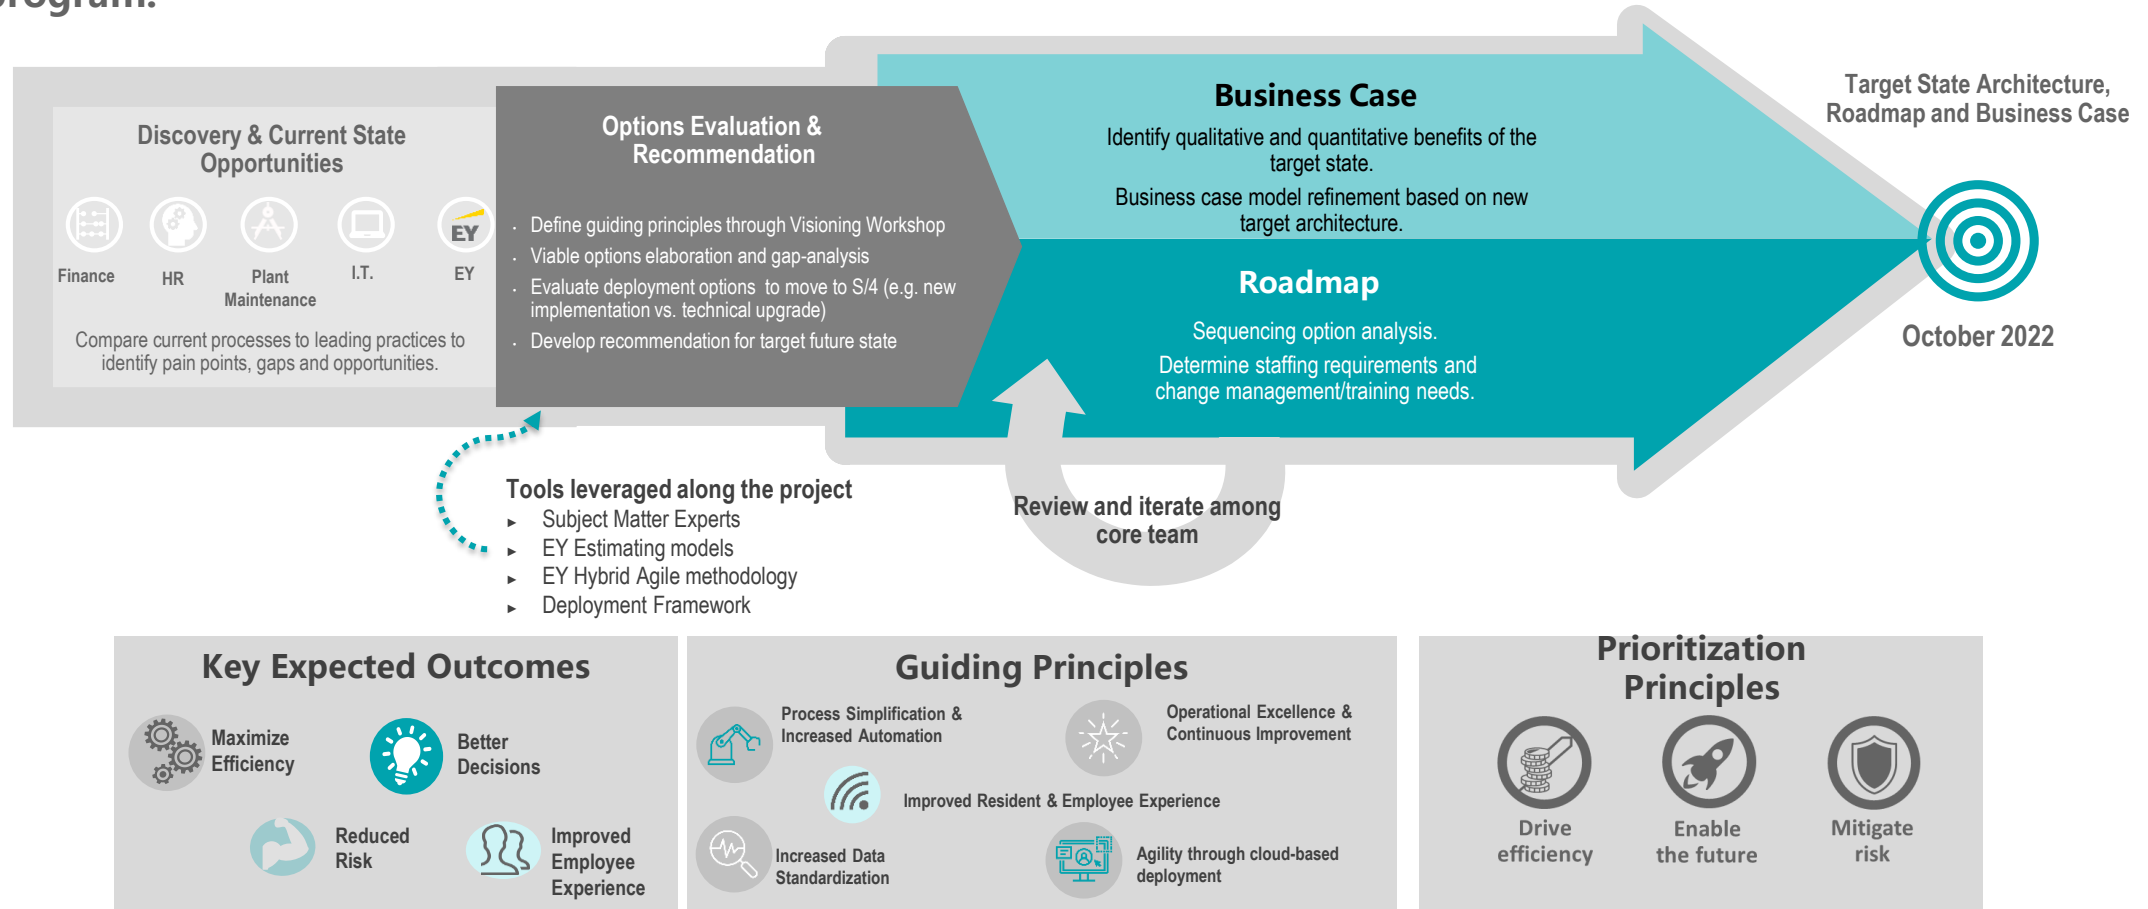 program.
Discovery & Current State
Opportunities
EY
Finance
HR
Plant
Maintenance
I.T.
EY
Compare current processes to leading practices to
identify pain points, gaps and opportunities.
Options Evaluation &
Recommendation
· Define guiding principles through Visioning Workshop
· Viable options elaboration and gap-analysis
· Evaluate deployment options to move to S/4 (e.g. new
implementation vs. technical upgrade)
· Develop recommendation for target future state
Business Case
Identify qualitative and quantitative benefits of the
target state.
Business case model refinement based on new
target architecture.
Roadmap
Sequencing option analysis.
Determine staffing requirements and
change management/training needs.
Target State Architecture,
Roadmap and Business Case
October 2022
Tools leveraged along the project
► Subject Matter Experts
► EY Estimating models
► EY Hybrid Agile methodology
► Deployment Framework
Review and iterate among
core team
Key Expected Outcomes
Maximize
Efficiency
Better
Decisions
Reduced
Risk
Improved
Employee
Experience
Guiding Principles
Process Simplification &
Increased Automation
Operational Excellence &
Continuous Improvement
Improved Resident & Employee Experience
Increased Data
Standardization
Agility through cloud-based
deployment
Prioritization
Principles
Drive
efficiency
Enable
the future
Mitigate
risk